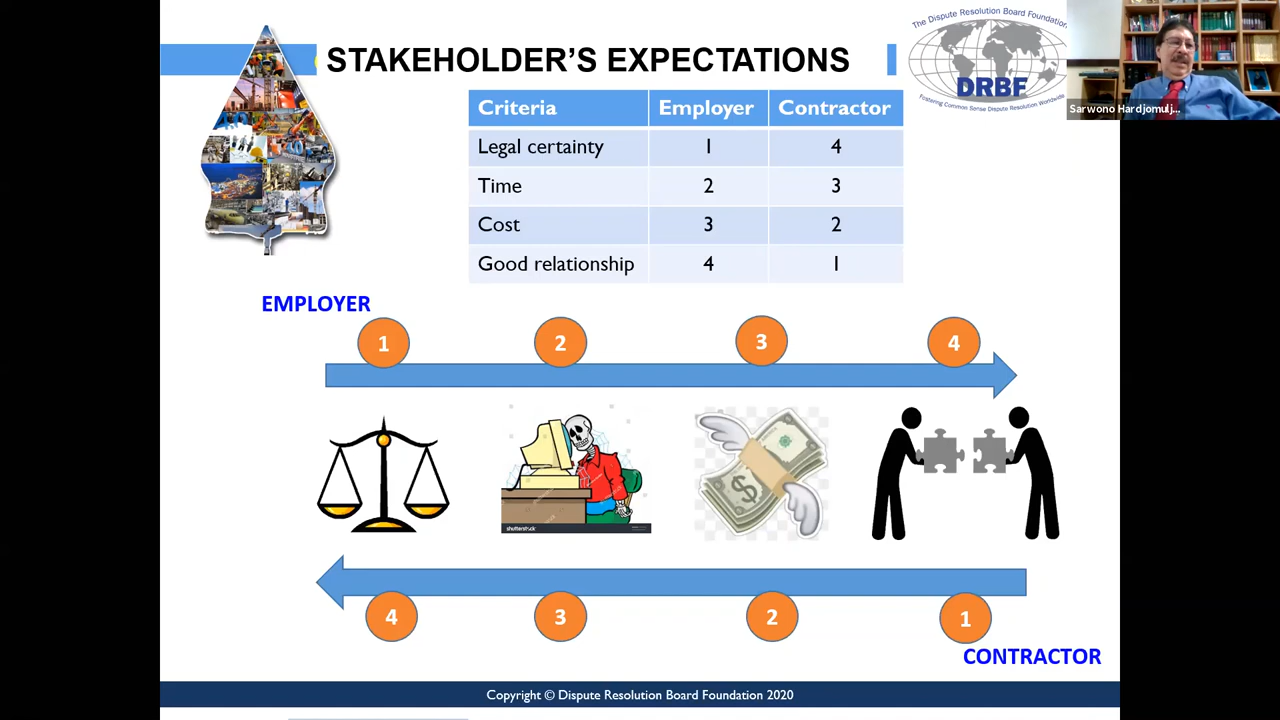 The Dispute Resolution Board Foundation
DRBF
Fostering Common Sense Dispute Resolution Worldwide
Sarwono Hardjomulj...
STAKEHOLDER'S EXPECTATIONS
Criteria Employer Contractor
Legal certainty 1 4
Time 2 3
Cost 3 2
Good relationship 4 1
EMPLOYER
1 2 3 4
shutterstock
4 3 2 1
CONTRACTOR
Copyright © Dispute Resolution Board Foundation 2020